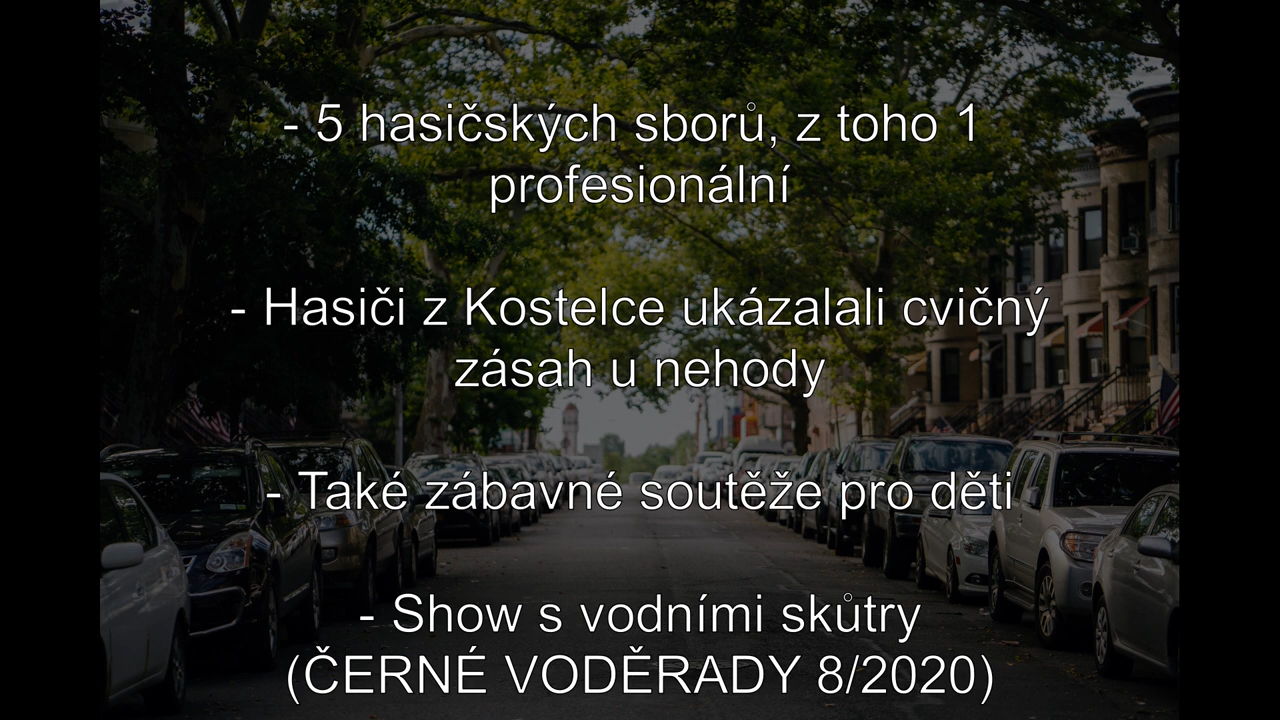 - 5 hasičských sborů, z toho 1
profesionální
- Hasiči z Kostelce ukázalali cvičný
zásah u nehody
- Také zábavné soutěže pro děti
- Show s vodními skůtry
(ČERNÉ VODĚRADY 8/2020)